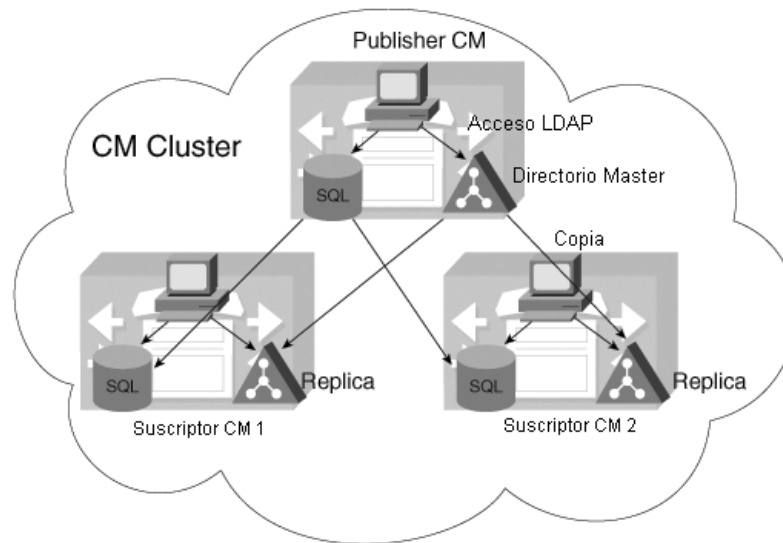 Publisher CM
Acceso LDAP
CM Cluster
Directorio Master
SQL
Copia
SQL
Replica
SQL
Replica
Suscriptor CM 1
Suscriptor CM 2